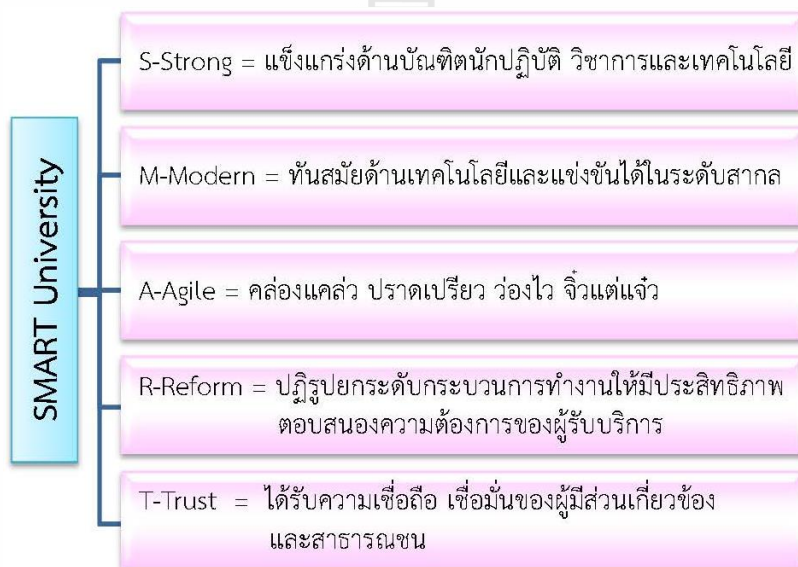 SMART University
S-Strong = แข็งแกร่งด้านบัณฑิตนักปฏิบัติ วิชาการและเทคโนโลยี
M-Modern = ทันสมัยด้านเทคโนโลยีและแข่งขันได้ในระดับสากล
A-Agile = คล่องแคล่ว ปราดเปรียว ว่องไว จิ๋วแต่แจ๋ว
R-Reform = ปฏิรูปยกระดับกระบวนการทำงานให้มีประสิทธิภาพ
ตอบสนองความต้องการของผู้รับบริการ
T-Trust = ได้รับความเชื่อถือ เชื่อมั่นของผู้มีส่วนเกี่ยวข้อง
และสาธารณชน